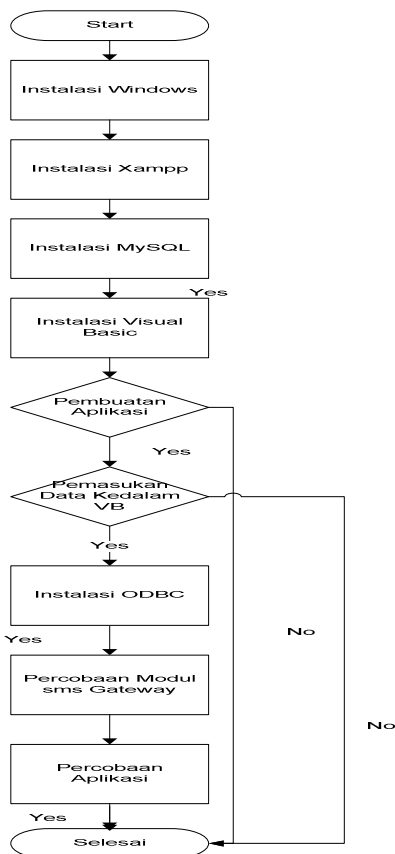 Start
Instalasi Windows
Instalasi Xampp
Instalasi MySQL
Yes
Instalasi Visual
Basic
Pembuatan
Aplikasi
Yes
Pemasukan
Data Kedalam
VB
Yes
Instalasi ODBC
No
Yes
Percobaan Modul
sms Gateway
No
Percobaan
Aplikasi
Yes
Selesai